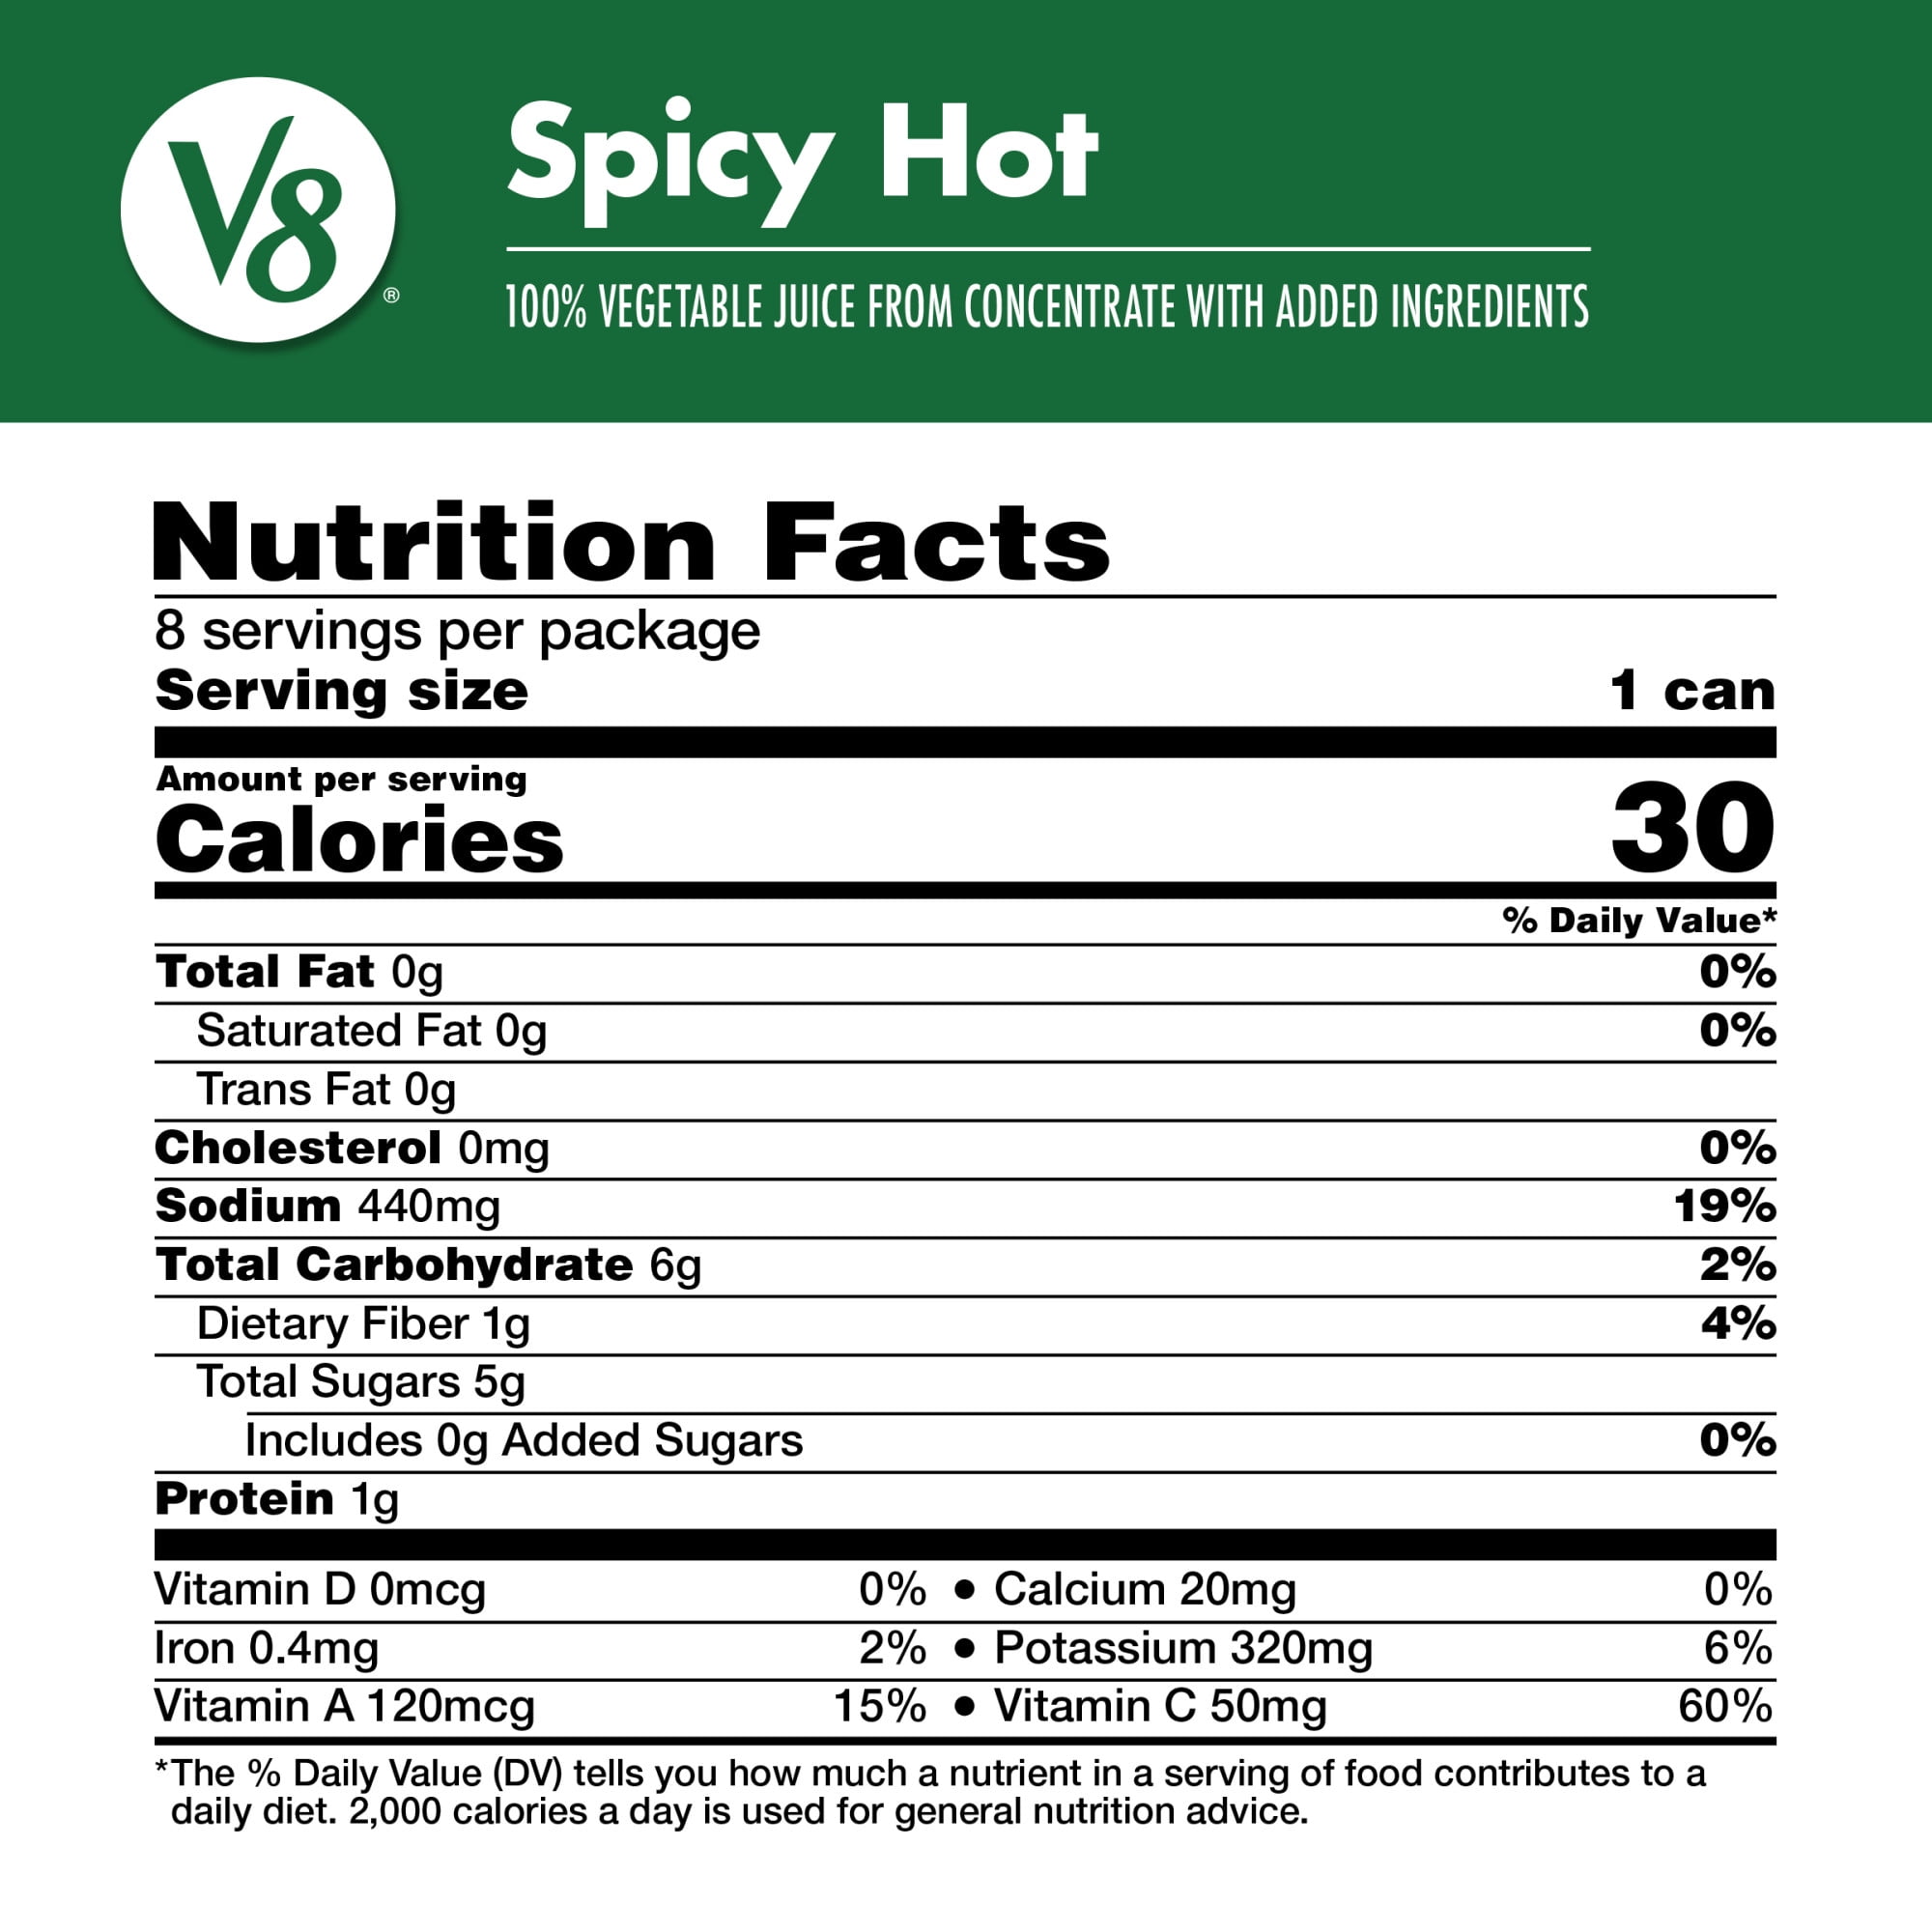 V8®
Spicy Hot
100% VEGETABLE JUICE FROM CONCENTRATE WITH ADDED INGREDIENTS
Nutrition Facts
8 servings per package
Serving size 1 can
Amount per serving
Calories 30
% Daily Value*
Total Fat 0g 0%
Saturated Fat 0g 0%
Trans Fat 0g
Cholesterol 0mg 0%
Sodium 440mg 19%
Total Carbohydrate 6g 2%
Dietary Fiber 1g 4%
Total Sugars 5g
Includes 0g Added Sugars 0%
Protein 1g
Vitamin D 0mcg 0% • Calcium 20mg 0%
Iron 0.4mg 2% • Potassium 320mg 6%
Vitamin A 120mcg 15% • Vitamin C 50mg 60%
*The % Daily Value (DV) tells you how much a nutrient in a serving of food contributes to a
daily diet. 2,000 calories a day is used for general nutrition advice.